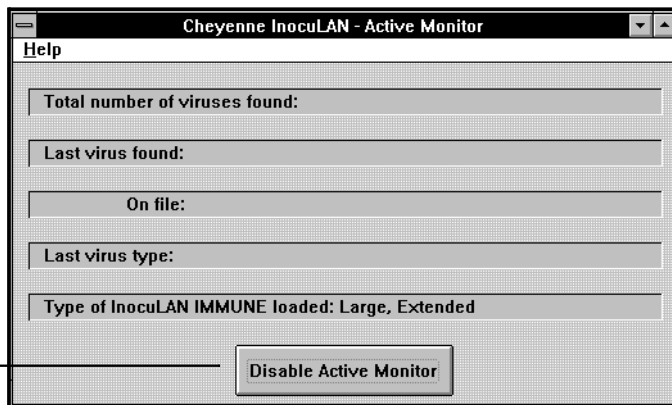 Cheyenne InocuLAN - Active Monitor
Help
Total number of viruses found:
Last virus found:
On file:
Last virus type:
Type of InocuLAN IMMUNE loaded: Large, Extended
Disable Active Monitor